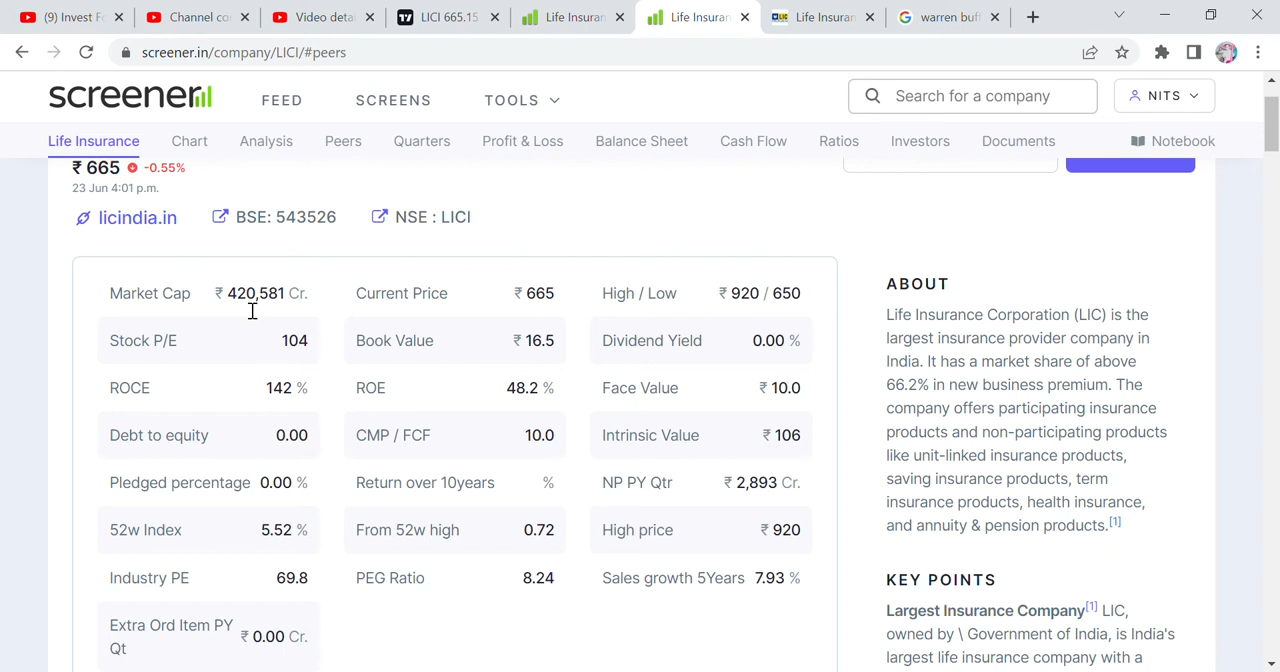 (9) Invest F
Channel co
Video detai
LICI 665.15
Life Insuran
Life Insuran
Life Insuran
warren buf
screener.in/company/LICI/#peers
screener
FEED
SCREENS
TOOLS
Search for a company
NITS
Life Insurance
Chart
Analysis
Peers
Quarters
Profit & Loss
Balance Sheet
Cash Flow
Ratios
Investors
Documents
Notebook
₹ 665 -0.55%
23 Jun 4:01 p.m.
licindia.in
BSE: 543526
NSE : LICI
Market Cap ₹ 420,581 Cr.
Current Price ₹ 665
High / Low ₹ 920 / 650
Stock P/E 104
Book Value ₹ 16.5
Dividend Yield 0.00 %
ROCE 142 %
ROE 48.2 %
Face Value ₹ 10.0
Debt to equity 0.00
CMP / FCF 10.0
Intrinsic Value ₹ 106
Pledged percentage 0.00 %
Return over 10years %
NP PY Qtr ₹ 2,893 Cr.
52w Index 5.52 %
From 52w high 0.72
High price ₹ 920
Industry PE 69.8
PEG Ratio 8.24
Sales growth 5Years 7.93 %
Extra Ord Item PY
Qt ₹ 0.00 Cr.
ABOUT
Life Insurance Corporation (LIC) is the
largest insurance provider company in
India. It has a market share of above
66.2% in new business premium. The
company offers participating insurance
products and non-participating products
like unit-linked insurance products,
saving insurance products, term
insurance products, health insurance,
and annuity & pension products.[1]
KEY POINTS
Largest Insurance Company[1] LIC,
owned by \ Government of India, is India's
largest life insurance company with a